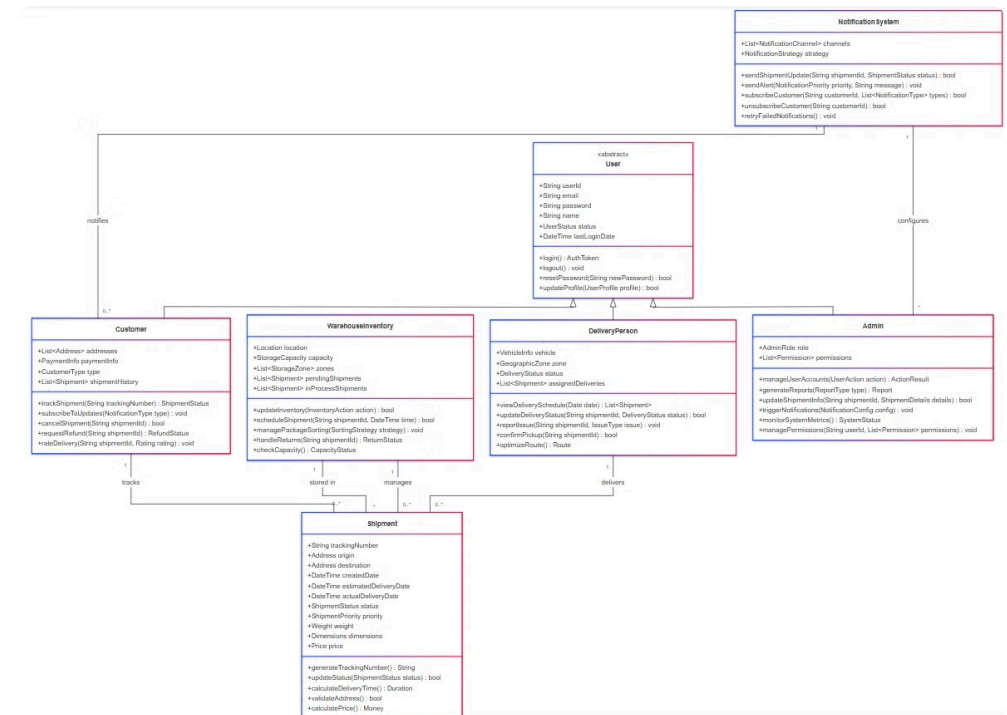 Notification System
+List<NotificationChannel> channels
+NotificationStrategy strategy
+sendShipmentUpdate(String shipmentId, ShipmentStatus status) : bool
+sendAlert(NotificationPriority priority, String message) : void
+subscribeCustomer(String customerId, List<NotificationType> types) : bool
+unsubscribeCustomer(String customerId) : bool
+retryFailedNotifications() : void
1
1
«abstract»
User
+String userId
+String email
+String password
+String name
+UserStatus status
+DateTime lastLoginDate
+login() : AuthToken
+logout() : void
+resetPassword(String newPassword) : bool
+updateProfile(UserProfile profile) : bool
notifies
configures
0..*
*
Customer
+List<Address> addresses
+PaymentInfo paymentInfo
+CustomerType type
+List<Shipment> shipmentHistory
+trackShipment(String trackingNumber) : ShipmentStatus
+subscribeToUpdates(NotificationType type) : void
+cancelShipment(String shipmentId) : bool
+requestRefund(String shipmentId) : RefundStatus
+rateDelivery(String shipmentId, Rating rating) : void
WarehouseInventory
+Location location
+StorageCapacity capacity
+List<StorageZone> zones
+List<Shipment> pendingShipments
+List<Shipment> inProcessShipments
+updateInventory(InventoryAction action) : bool
+scheduleShipment(String shipmentId, DateTime time) : bool
+managePackageSorting(SortingStrategy strategy) : void
+handleReturns(String shipmentId) : ReturnStatus
+checkCapacity() : CapacityStatus
DeliveryPerson
+VehicleInfo vehicle
+GeographicZone zone
+DeliveryStatus status
+List<Shipment> assignedDeliveries
+viewDeliverySchedule(Date date) : List<Shipment>
+updateDeliveryStatus(String shipmentId, DeliveryStatus status) : bool
+reportIssue(String shipmentId, IssueType issue) : void
+confirmPickup(String shipmentId) : bool
+optimizeRoute() : Route
Admin
+AdminRole role
+List<Permission> permissions
+manageUserAccounts(UserAction action) : ActionResult
+generateReports(ReportType type) : Report
+updateShipmentInfo(String shipmentId, ShipmentDetails details) : bool
+triggerNotifications(NotificationConfig config) : void
+monitorSystemMetrics() : SystemStatus
+managePermissions(String userId, List<Permission> permissions) : void
1
1
1
1
tracks
stored in
manages
delivers
0..*
*
0..*
0..*
Shipment
+String trackingNumber
+Address origin
+Address destination
+DateTime createdDate
+DateTime estimatedDeliveryDate
+DateTime actualDeliveryDate
+ShipmentStatus status
+ShipmentPriority priority
+Weight weight
+Dimensions dimensions
+Price price
+generateTrackingNumber() : String
+updateStatus(ShipmentStatus status) : bool
+calculateDeliveryTime() : Duration
+validateAddress() : bool
+calculatePrice() : Money